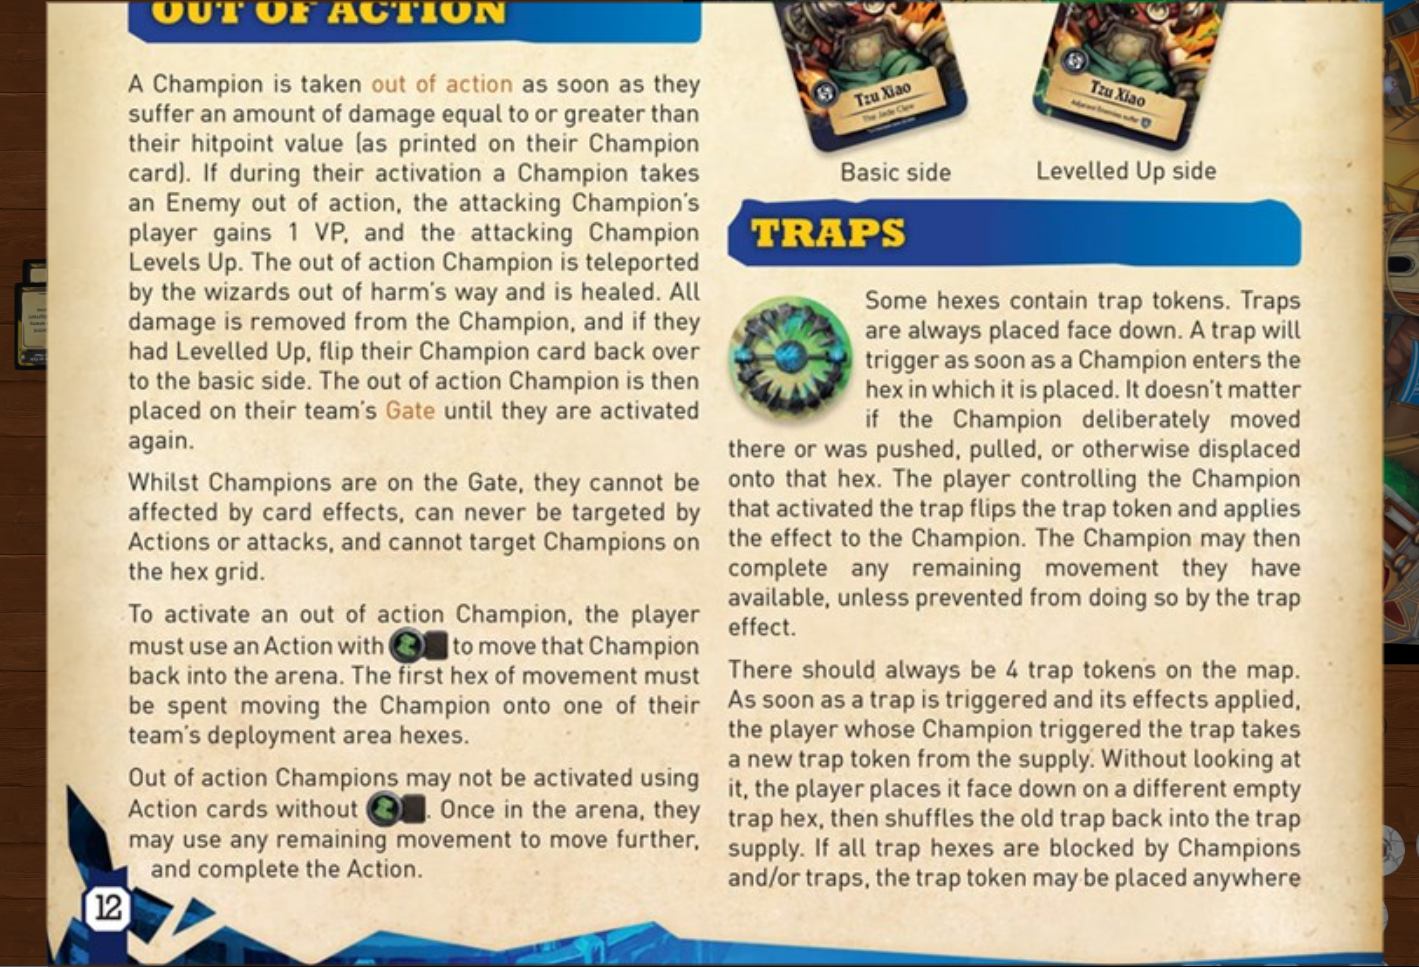 OUT OF ACTION
A Champion is taken out of action as soon as they
suffer an amount of damage equal to or greater than
their hitpoint value (as printed on their Champion
card). If during their activation a Champion takes
an Enemy out of action, the attacking Champion's
player gains 1 VP, and the attacking Champion
Levels Up. The out of action Champion is teleported
by the wizards out of harm's way and is healed. All
damage is removed from the Champion, and if they
had Levelled Up, flip their Champion card back over
to the basic side. The out of action Champion is then
placed on their team's Gate until they are activated
again.
Whilst Champions are on the Gate, they cannot be
affected by card effects, can never be targeted by
Actions or attacks, and cannot target Champions on
the hex grid.
To activate an out of action Champion, the player
must use an Action with to move that Champion
back into the arena. The first hex of movement must
be spent moving the Champion onto one of their
team's deployment area hexes.
Out of action Champions may not be activated using
Action cards without . Once in the arena, they
may use any remaining movement to move further,
and complete the Action.
12
Tzu Xiao
The Jade Claw
Basic side
Tzu Xiao
Adjacent Enemies suffer
Levelled Up side
TRAPS
Some hexes contain trap tokens. Traps
are always placed face down. A trap will
trigger as soon as a Champion enters the
hex in which it is placed. It doesn't matter
if the Champion deliberately moved
there or was pushed, pulled, or otherwise displaced
onto that hex. The player controlling the Champion
that activated the trap flips the trap token and applies
the effect to the Champion. The Champion may then
complete any remaining movement they have
available, unless prevented from doing so by the trap
effect.
There should always be 4 trap tokens on the map.
As soon as a trap is triggered and its effects applied,
the player whose Champion triggered the trap takes
a new trap token from the supply. Without looking at
it, the player places it face down on a different empty
trap hex, then shuffles the old trap back into the trap
supply. If all trap hexes are blocked by Champions
and/or traps, the trap token may be placed anywhere